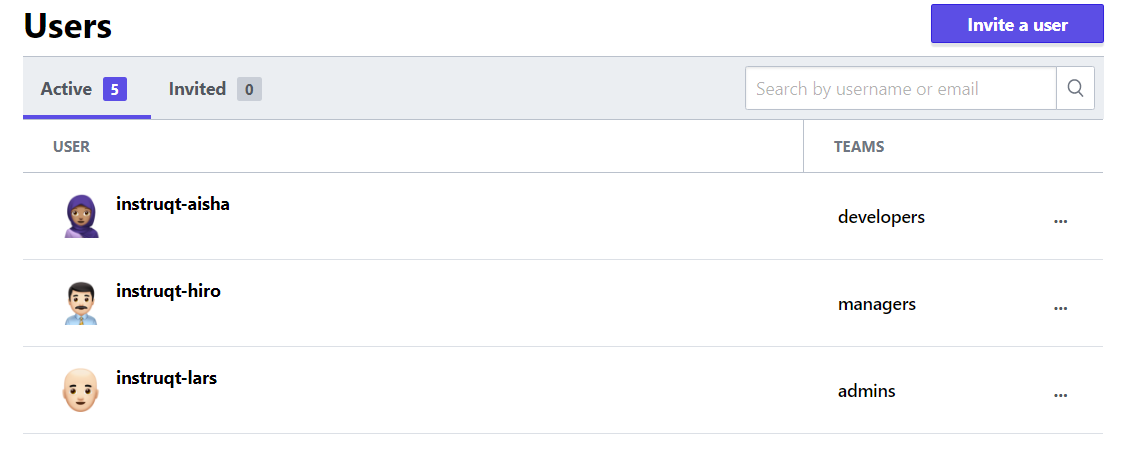 Users
Invite a user
Active 5 Invited 0
Search by username or email
USER TEAMS
instruqt-aisha
developers ...
instruqt-hiro
managers ...
instruqt-lars
admins ...